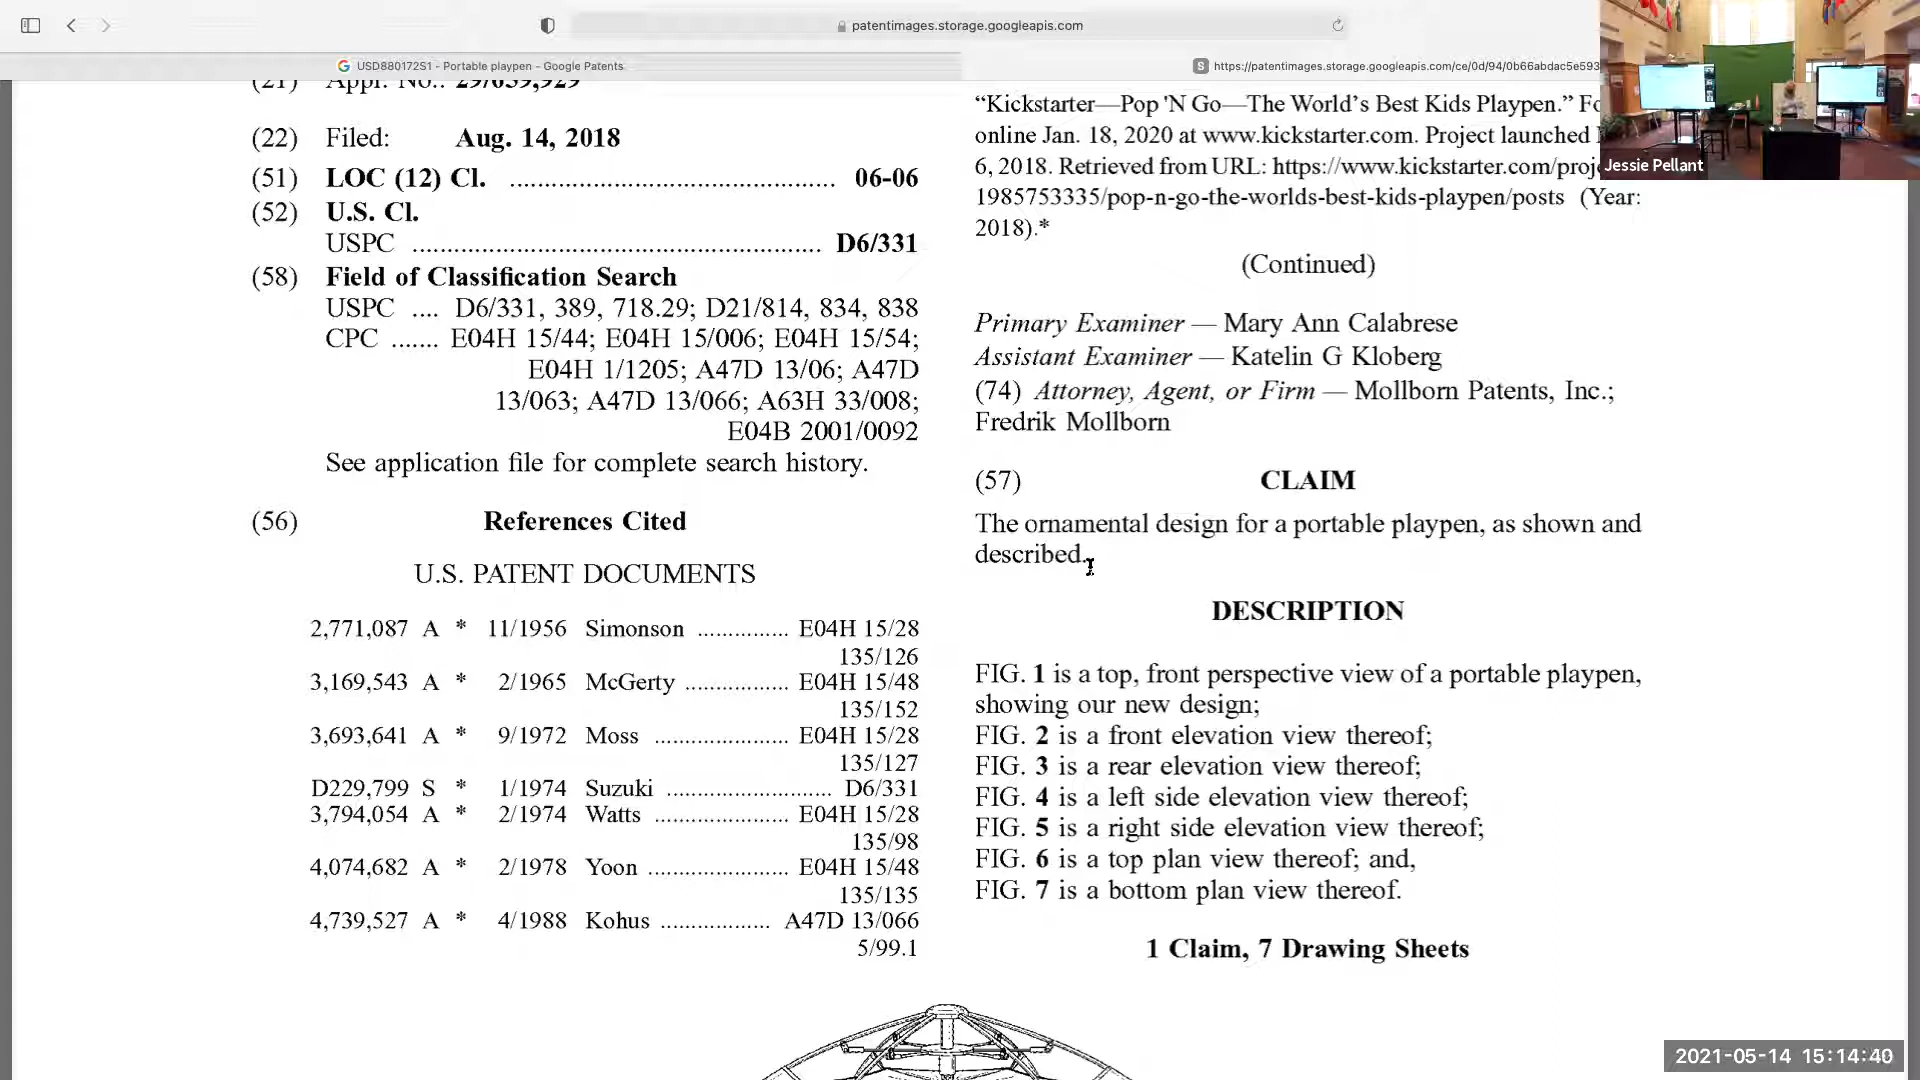 patentimages.storage.googleapis.com
USD880172S1 - Portable playpen - Google Patents
S https://patentimages.storage.googleapis.com/ce/0d/94/0b66abdac5e593
(21) Appl. No.: 29/659,929
(22) Filed: Aug. 14, 2018
(51) LOC (12) Cl. ................................................ 06-06
(52) U.S. Cl.
USPC ........................................................... D6/331
(58) Field of Classification Search
USPC .... D6/331, 389, 718.29; D21/814, 834, 838
CPC ....... E04H 15/44; E04H 15/006; E04H 15/54;
E04H 1/1205; A47D 13/06; A47D
13/063; A47D 13/066; A63H 33/008;
E04B 2001/0092
See application file for complete search history.
(56) References Cited
U.S. PATENT DOCUMENTS
2,771,087 A * 11/1956 Simonson ............... E04H 15/28
135/126
3,169,543 A * 2/1965 McGerty ................. E04H 15/48
135/152
3,693,641 A * 9/1972 Moss ...................... E04H 15/28
135/127
D229,799 S * 1/1974 Suzuki ........................... D6/331
3,794,054 A * 2/1974 Watts ...................... E04H 15/28
135/98
4,074,682 A * 2/1978 Yoon ....................... E04H 15/48
135/135
4,739,527 A * 4/1988 Kohus .................. A47D 13/066
5/99.1
“Kickstarter—Pop 'N Go—The World’s Best Kids Playpen.”
online Jan. 18, 2020 at www.kickstarter.com. Project launched
6, 2018. Retrieved from URL: https://www.kickstarter.com/proj
1985753335/pop-n-go-the-worlds-best-kids-playpen/posts (Year:
2018).*
(Continued)
Primary Examiner — Mary Ann Calabrese
Assistant Examiner — Katelin G Kloberg
(74) Attorney, Agent, or Firm — Mollborn Patents, Inc.;
Fredrik Mollborn
(57) CLAIM
The ornamental design for a portable playpen, as shown and
described.
DESCRIPTION
FIG. 1 is a top, front perspective view of a portable playpen,
showing our new design;
FIG. 2 is a front elevation view thereof;
FIG. 3 is a rear elevation view thereof;
FIG. 4 is a left side elevation view thereof;
FIG. 5 is a right side elevation view thereof;
FIG. 6 is a top plan view thereof; and,
FIG. 7 is a bottom plan view thereof.
1 Claim, 7 Drawing Sheets
Jessie Pellant
2021-05-14 15:14:40